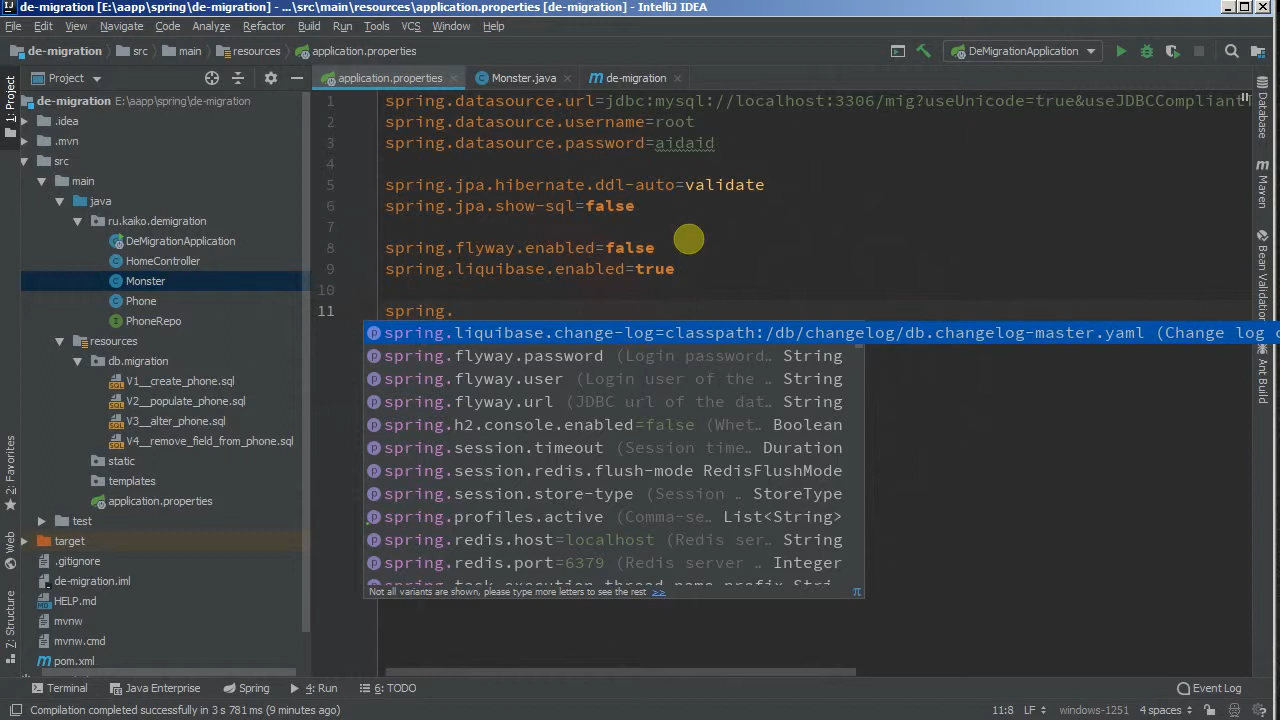 de-migration [E:\aapp\spring\de-migration] - ...\src\main\resources\application.properties [de-migration] - IntelliJ IDEA
File Edit View Navigate Code Analyze Refactor Build Run Tools VCS Window Help
de-migration src main resources application.properties DeMigrationApplication
Project application.properties Monster.java de-migration
1: Project
2: Favorites
Web
Z: Structure
de-migration E:\aapp\spring\de-migration
.idea
.mvn
src
main
java
ru.kaiko.demigration
DeMigrationApplication
HomeController
Monster
Phone
PhoneRepo
resources
db.migration
V1__create_phone.sql
V2__populate_phone.sql
V3__alter_phone.sql
V4__remove_field_from_phone.sql
static
templates
application.properties
test
target
.gitignore
de-migration.iml
HELP.md
mvnw
mvnw.cmd
pom.xml
1 spring.datasource.url=jdbc:mysql://localhost:3306/mig?useUnicode=true&useJDBCCompliant
2 spring.datasource.username=root
3 spring.datasource.password=aidaid
4
5 spring.jpa.hibernate.ddl-auto=validate
6 spring.jpa.show-sql=false
7
8 spring.flyway.enabled=false
9 spring.liquibase.enabled=true
10
11 spring.
spring.liquibase.change-log=classpath:/db/changelog/db.changelog-master.yaml (Change log
spring.flyway.password (Login password… String
spring.flyway.user (Login user of the … String
spring.flyway.url (JDBC url of the dat… String
spring.h2.console.enabled=false (Whet… Boolean
spring.session.timeout (Session time… Duration
spring.session.redis.flush-mode RedisFlushMode
spring.session.store-type (Session … StoreType
spring.profiles.active (Comma-se… List<String>
spring.redis.host=localhost (Redis ser… String
spring.redis.port=6379 (Redis server … Integer
spring.task.execution.thread-name-prefix Stri
Not all variants are shown, please type more letters to see the rest >> π
Database
Maven
Bean Validation
Ant Build
Terminal Java Enterprise Spring 4: Run 6: TODO Event Log
Compilation completed successfully in 3 s 781 ms (9 minutes ago) 11:8 LF windows-1251 4 spaces